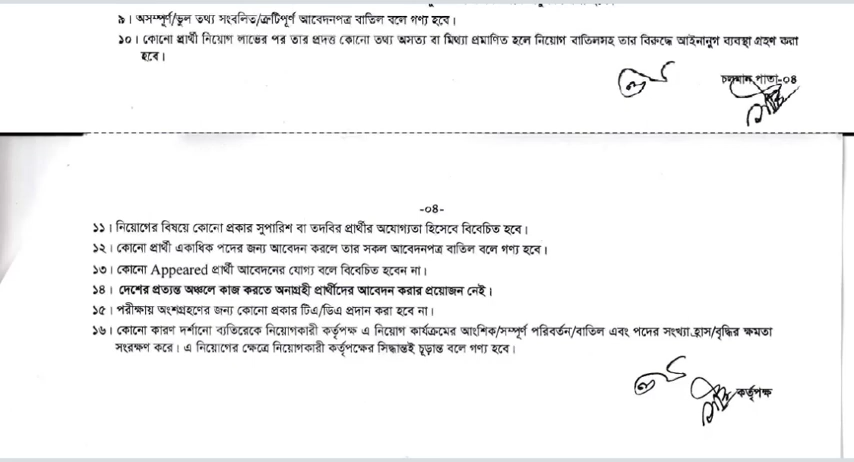 ৯। অসম্পূর্ণ/ভুল তথ্য সংবলিত/ত্রুটিপূর্ণ আবেদনপত্র বাতিল বলে গণ্য হবে।
১০। কোনো প্রার্থী নিয়োগ লাভের পর তার প্রদত্ত কোনো তথ্য অসত্য বা মিথ্যা প্রমাণিত হলে নিয়োগ বাতিলসহ তার বিরুদ্ধে আইনানুগ ব্যবস্থা গ্রহণ করা
হবে।
চলমান পাতা-০৪
-০৪-
১১। নিয়োগের বিষয়ে কোনো প্রকার সুপারিশ বা তদবির প্রার্থীর অযোগ্যতা হিসেবে বিবেচিত হবে।
১২। কোনো প্রার্থী একাধিক পদের জন্য আবেদন করলে তার সকল আবেদনপত্র বাতিল বলে গণ্য হবে।
১৩। কোনো Appeared প্রার্থী আবেদনের যোগ্য বলে বিবেচিত হবেন না।
১৪। দেশের প্রত্যন্ত অঞ্চলে কাজ করতে অনাগ্রহী প্রার্থীদের আবেদন করার প্রয়োজন নেই।
১৫। পরীক্ষায় অংশগ্রহণের জন্য কোনো প্রকার টিএ/ডিএ প্রদান করা হবে না।
১৬। কোনো কারণ দর্শানো ব্যতিরেকে নিয়োগকারী কর্তৃপক্ষ এ নিয়োগ কার্যক্রমের আংশিক/সম্পূর্ণ পরিবর্তন/বাতিল এবং পদের সংখ্যা হ্রাস/বৃদ্ধির ক্ষমতা
সংরক্ষণ করে। এ নিয়োগের ক্ষেত্রে নিয়োগকারী কর্তৃপক্ষের সিদ্ধান্তই চূড়ান্ত বলে গণ্য হবে।
কর্তৃপক্ষ